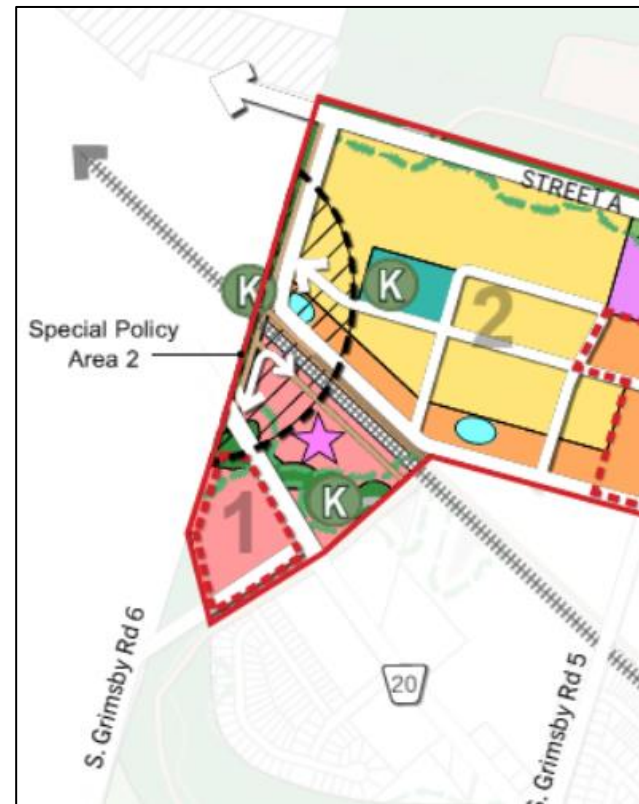 STREET A
K
K
2
Special Policy
Area 2
K
1
S. Grimsby Rd 6
20
S. Grimsby Rd 5